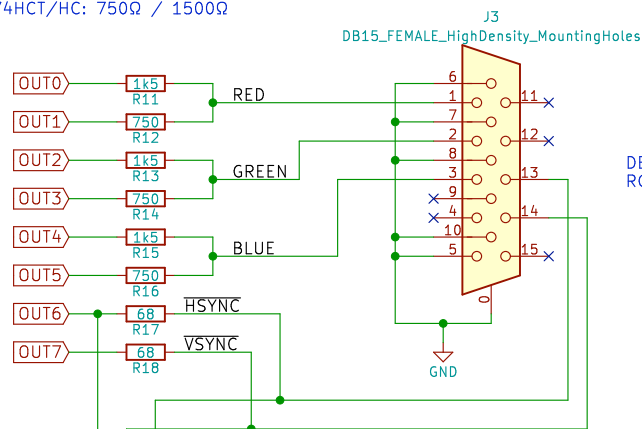 74HCT/HC: 750Ω / 1500Ω
J3
DB15_FEMALE_HighDensity_MountingHoles
OUT0 1k5 R11
RED
OUT1 750 R12
OUT2 1k5 R13
GREEN
OUT3 750 R14
OUT4 1k5 R15
BLUE
OUT5 750 R16
OUT6 68 R17
HSYNC
OUT7 68 R18
VSYNC
6
1
7
2
8
3
9
4
10
5
11
12
13
14
15
0
GND